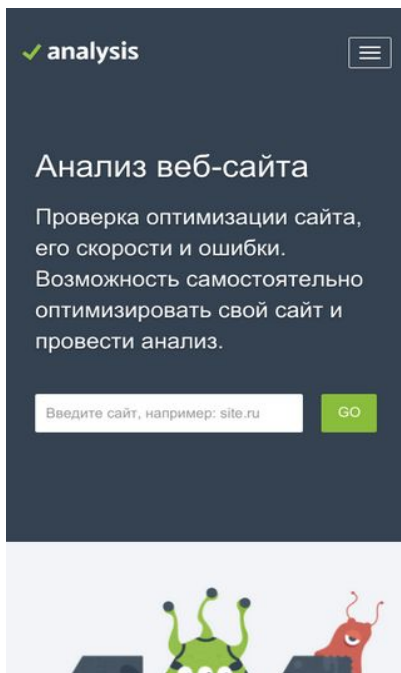 analysis
Анализ веб-сайта
Проверка оптимизации сайта,
его скорости и ошибки.
Возможность самостоятельно
оптимизировать свой сайт и
провести анализ.
Введите сайт, например: site.ru
GO